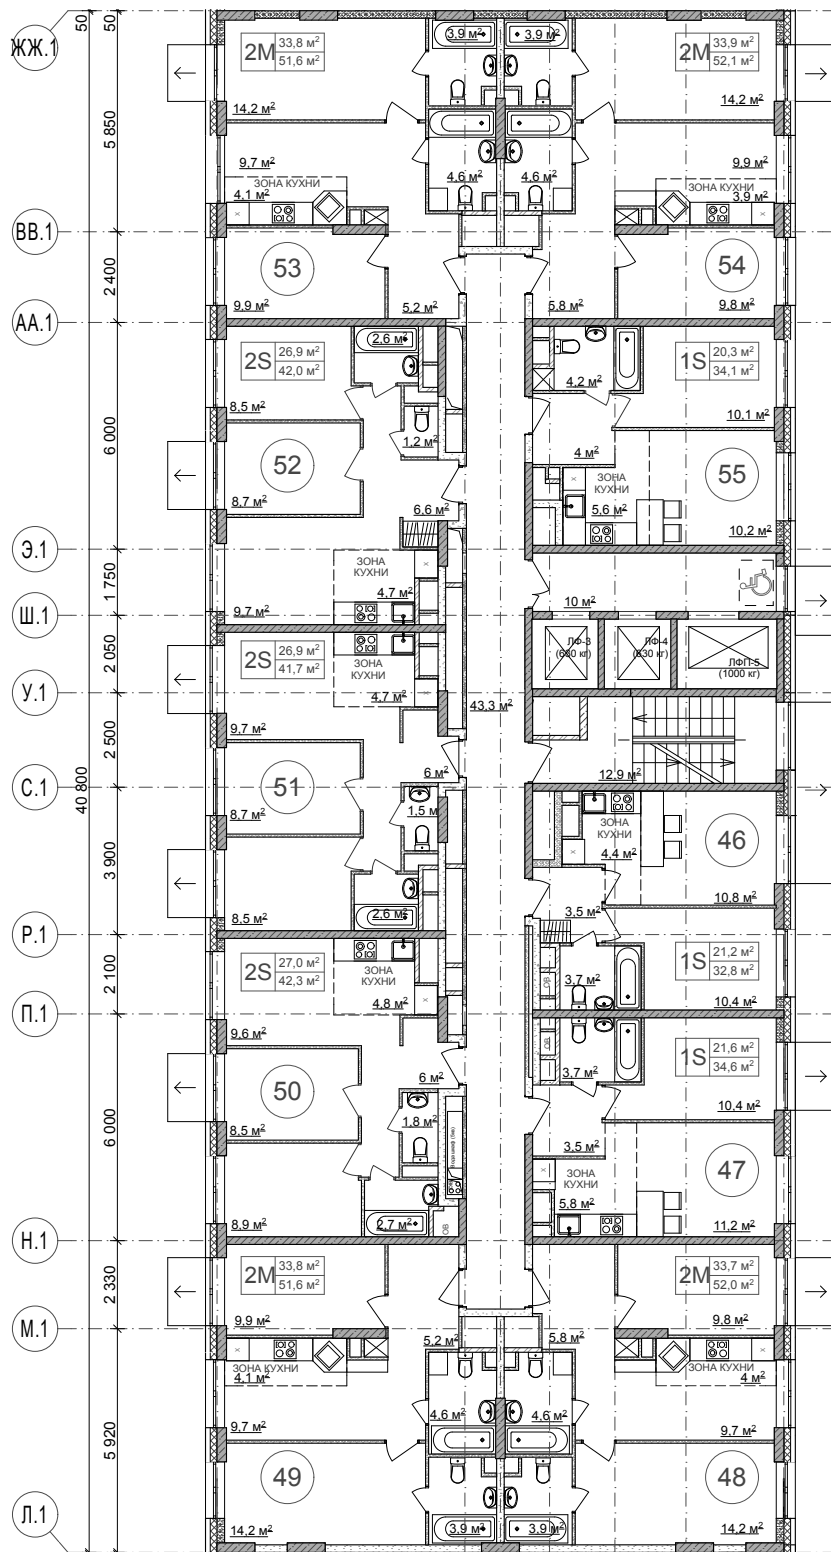 ЖЖ.1
50
50
2М 33,8 м²
51,6 м²
3,9 м²
3,9 м²
2М 33,9 м²
52,1 м²
14,2 м²
14,2 м²
5 850
9,7 м²
ЗОНА КУХНИ
4,1 м²
4,6 м²
4,6 м²
9,9 м²
ЗОНА КУХНИ
3,9 м²
X
X
ВВ.1
53
54
2 400
9,9 м²
5,2 м²
5,8 м²
9,8 м²
АА.1
2S 26,9 м²
42,0 м²
2,6 м²
1S 20,3 м²
34,1 м²
4,2 м²
8,5 м²
10,1 м²
6 000
1,2 м²
52
4 м²
55
ЗОНА
КУХНИ
X
8,7 м²
6,6 м²
5,6 м²
10,2 м²
Э.1
ЗОНА
КУХНИ
X
1 750
4,7 м²
9,7 м²
10 м²
Ш.1
2S 26,9 м²
41,7 м²
ЗОНА
КУХНИ
4,7 м²
X
ЛФ-3
(630 кг)
ЛФ-4
(630 кг)
ЛФП-5
(1000 кг)
2 050
У.1
43,3 м²
9,7 м²
2 500
6 м²
12,9 м²
С.1
40 800
51
8,7 м²
1,5 м²
ЗОНА
КУХНИ
X
4,4 м²
46
3 900
10,8 м²
8,5 м²
2,6 м²
3,5 м²
Р.1
2S 27,0 м²
42,3 м²
ЗОНА
КУХНИ
4,8 м²
X
1S 21,2 м²
32,8 м²
3,7 м²
ОВ
2 100
10,4 м²
П.1
9,6 м²
ОВ
1S 21,6 м²
34,6 м²
6 м²
3,7 м²
50
10,4 м²
8,5 м²
1,8 м²
3,5 м²
6 000
X
ЗОНА
КУХНИ
5,8 м²
47
8,9 м²
2,7 м²
ОВ
11,2 м²
Н.1
2М 33,8 м²
51,6 м²
2М 33,7 м²
52,0 м²
2 330
9,9 м²
9,8 м²
М.1
5,2 м²
5,8 м²
X
X
ЗОНА КУХНИ
4,1 м²
ЗОНА КУХНИ
4 м²
4,6 м²
4,6 м²
9,7 м²
9,7 м²
5 920
49
48
Л.1
14,2 м²
3,9 м²
3,9 м²
14,2 м²